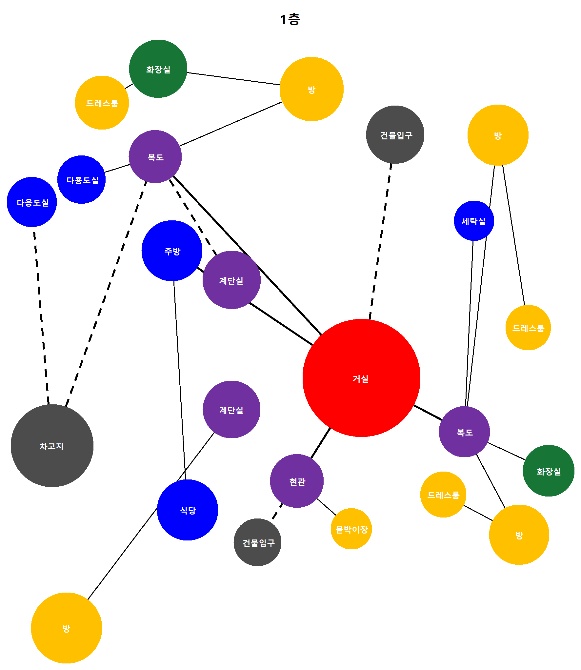 1층
화장실
방
드레스룸
건물입구
방
복도
다용도실
다용도실
세탁실
주방
계단실
드레스룸
거실
계단실
차고지
복도
화장실
현관
드레스룸
식당
붙박이장
방
건물입구
방